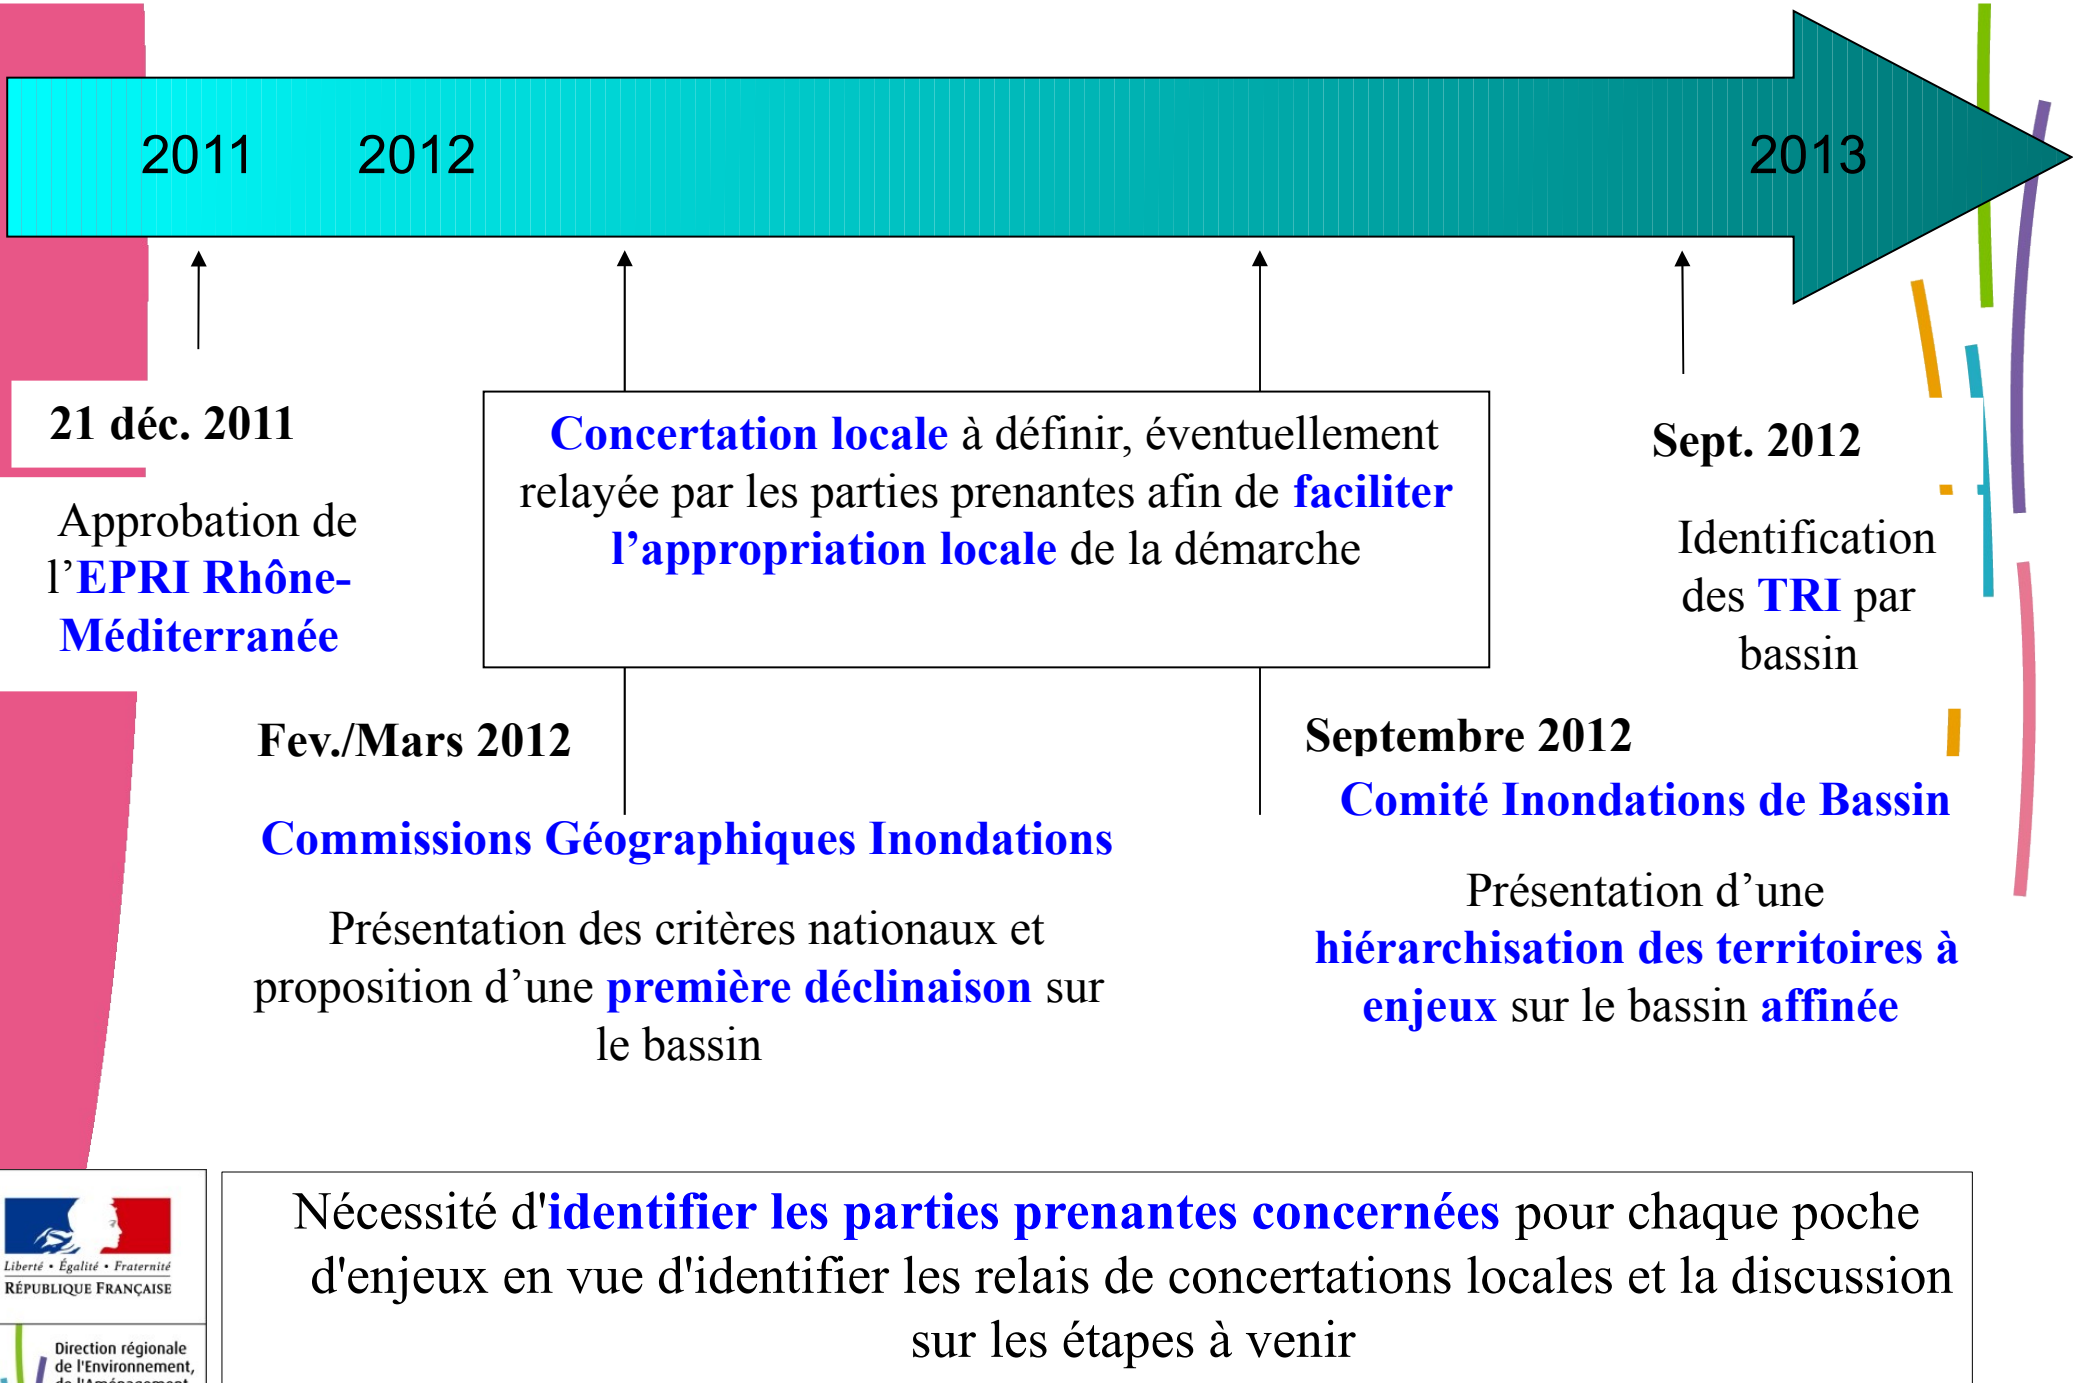 2011
2012
2013
21 déc. 2011
Approbation de
l’EPRI Rhône-
Méditerranée
Concertation locale à définir, éventuellement
relayée par les parties prenantes afin de faciliter
l’appropriation locale de la démarche
Sept. 2012
Identification
des TRI par
bassin
Fev./Mars 2012
Commissions Géographiques Inondations
Présentation des critères nationaux et
proposition d’une première déclinaison sur
le bassin
Septembre 2012
Comité Inondations de Bassin
Présentation d’une
hiérarchisation des territoires à
enjeux sur le bassin affinée
Nécessité d'identifier les parties prenantes concernées pour chaque poche
d'enjeux en vue d'identifier les relais de concertations locales et la discussion
sur les étapes à venir
Liberté • Égalité • Fraternité
RÉPUBLIQUE FRANÇAISE
Direction régionale
de l'Environnement,
de l'Aménagement